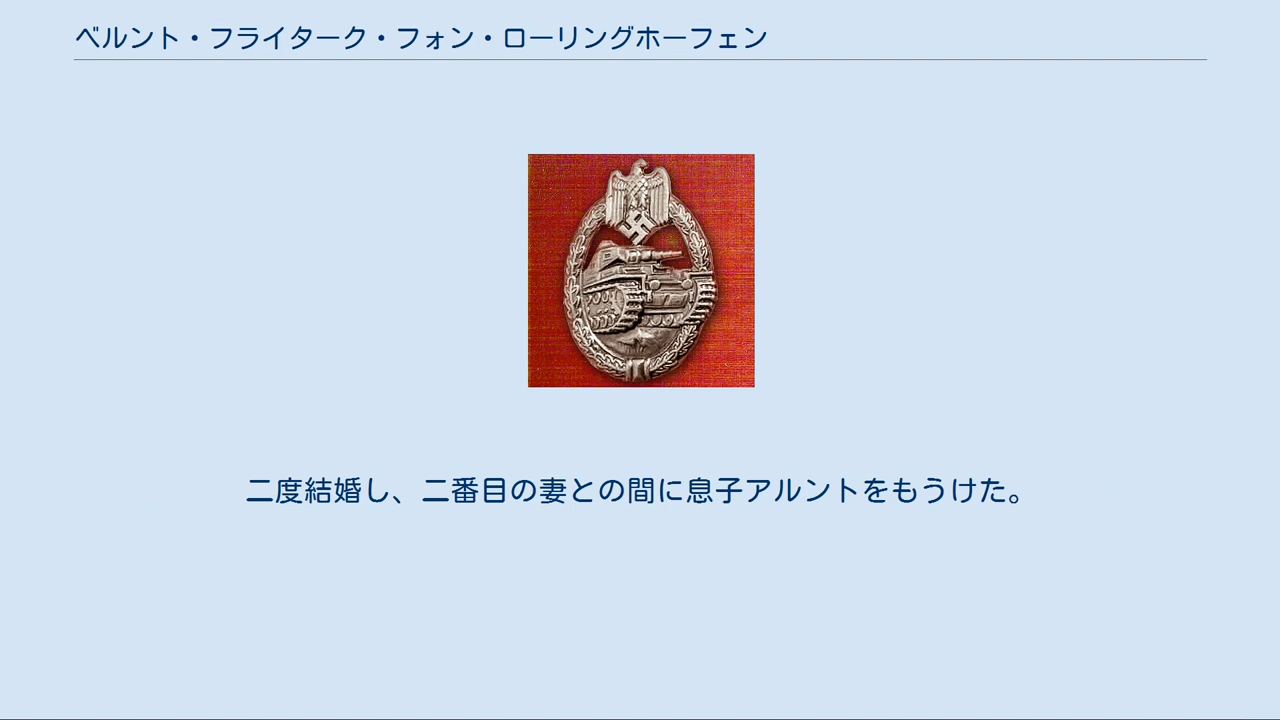 ベルント・フライターク・フォン・ローリングホーフェン
二度結婚し、二番目の妻との間に息子アルントをもうけた。